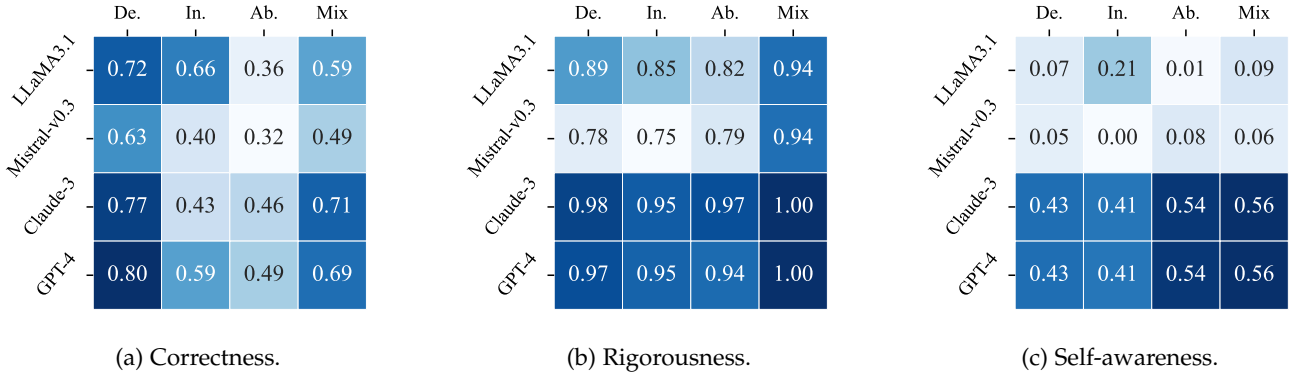 De. In. Ab. Mix
LLaMA3.1 0.72 0.66 0.36 0.59
Mistral-v0.3 0.63 0.40 0.32 0.49
Claude-3 0.77 0.43 0.46 0.71
GPT-4 0.80 0.59 0.49 0.69
(a) Correctness.
De. In. Ab. Mix
LLaMA3.1 0.89 0.85 0.82 0.94
Mistral-v0.3 0.78 0.75 0.79 0.94
Claude-3 0.98 0.95 0.97 1.00
GPT-4 0.97 0.95 0.94 1.00
(b) Rigorousness.
De. In. Ab. Mix
LLaMA3.1 0.07 0.21 0.01 0.09
Mistral-v0.3 0.05 0.00 0.08 0.06
Claude-3 0.43 0.41 0.54 0.56
GPT-4 0.43 0.41 0.54 0.56
(c) Self-awareness.